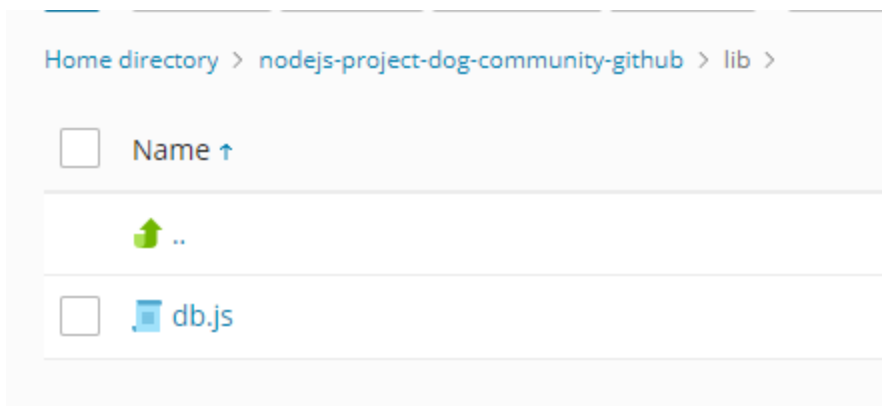 Home directory > nodejs-project-dog-community-github > lib >
Name ↑
..
db.js